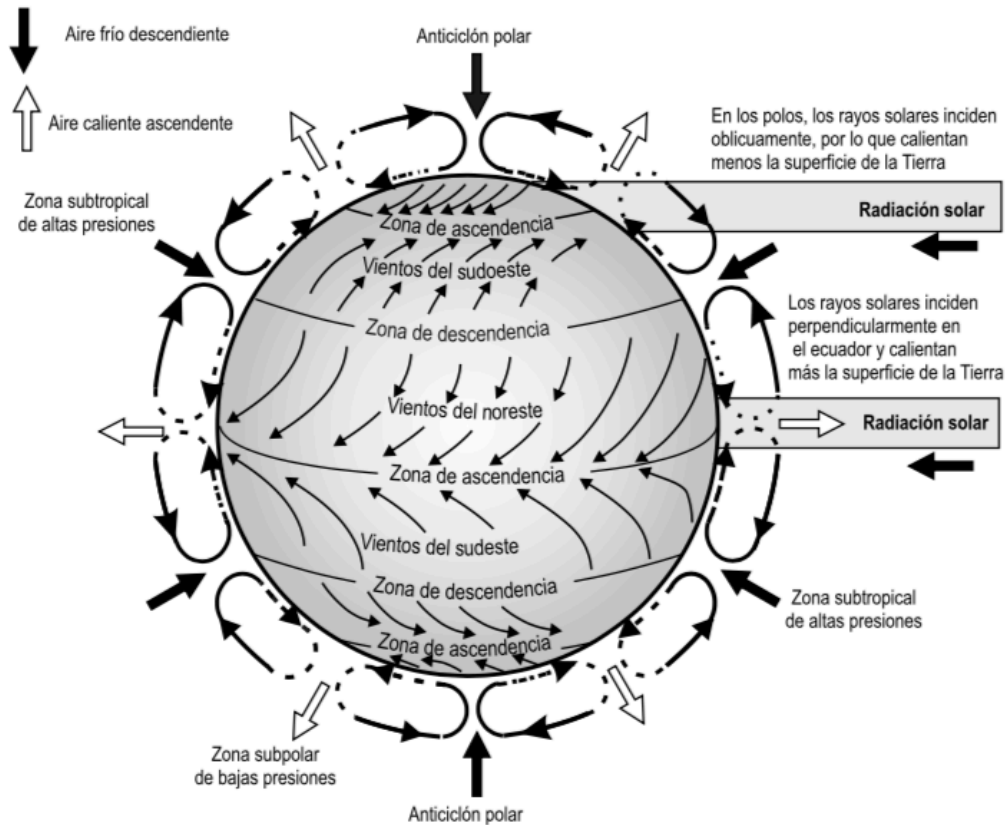 Aire frío descendiente
Aire caliente ascendente
Anticiclón polar
En los polos, los rayos solares inciden
oblicuamente, por lo que calientan
menos la superficie de la Tierra
Radiación solar
Zona subtropical
de altas presiones
Zona de ascendencia
Vientos del sudoeste
Zona de descendencia
Los rayos solares inciden
perpendicularmente en
el ecuador y calientan
más la superficie de la Tierra
Vientos del noreste
Radiación solar
Zona de ascendencia
Vientos del sudeste
Zona de descendencia
Zona subtropical
de altas presiones
Zona de ascendencia
Zona subpolar
de bajas presiones
Anticiclón polar